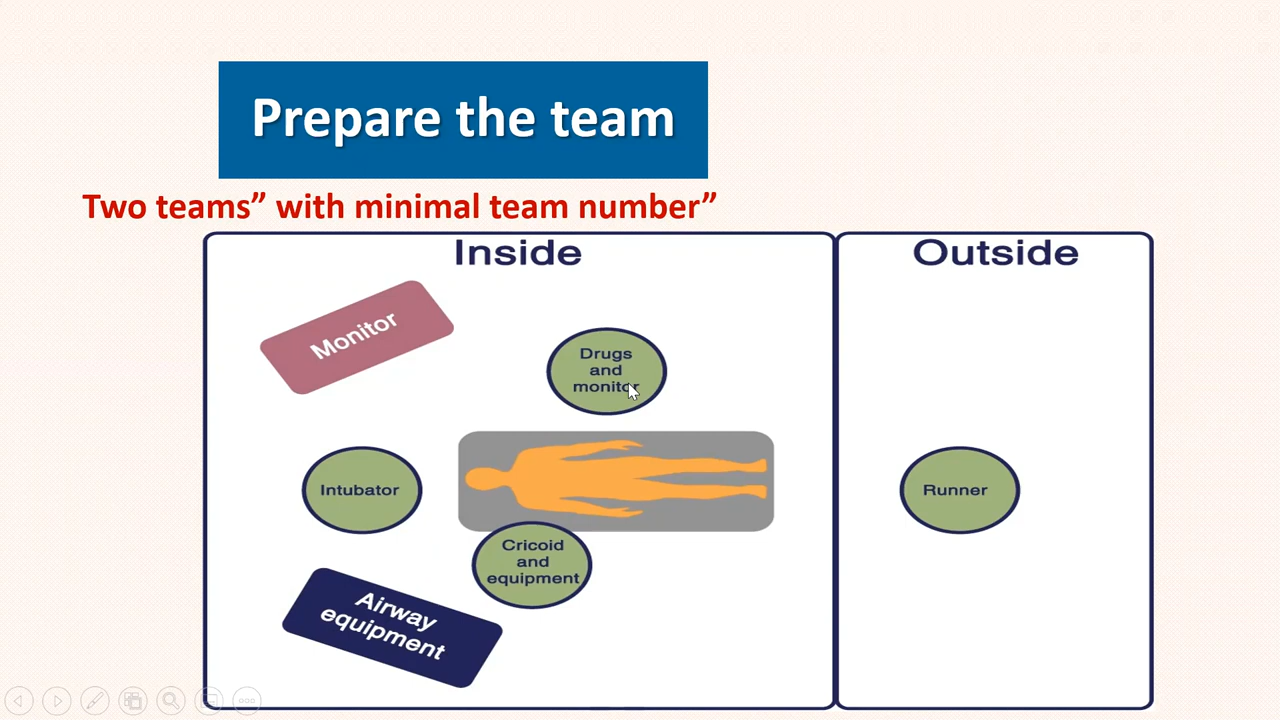 Prepare the team
Two teams” with minimal team number”
Inside
Outside
Monitor
Drugs
and
monitor
Intubator
Runner
Cricoid
and
equipment
Airway
equipment